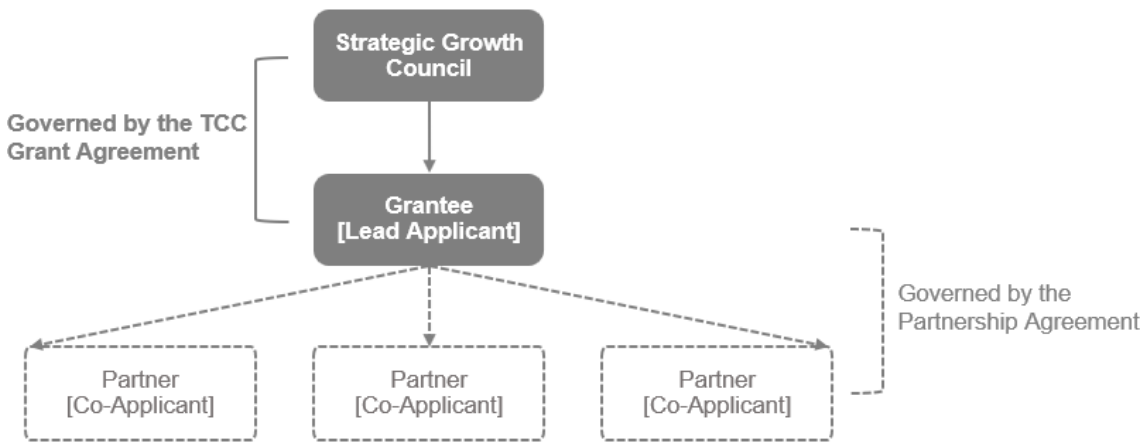 Strategic Growth
Council
Governed by the TCC
Grant Agreement
Grantee
[Lead Applicant]
Governed by the
Partnership Agreement
Partner
[Co-Applicant]
Partner
[Co-Applicant]
Partner
[Co-Applicant]